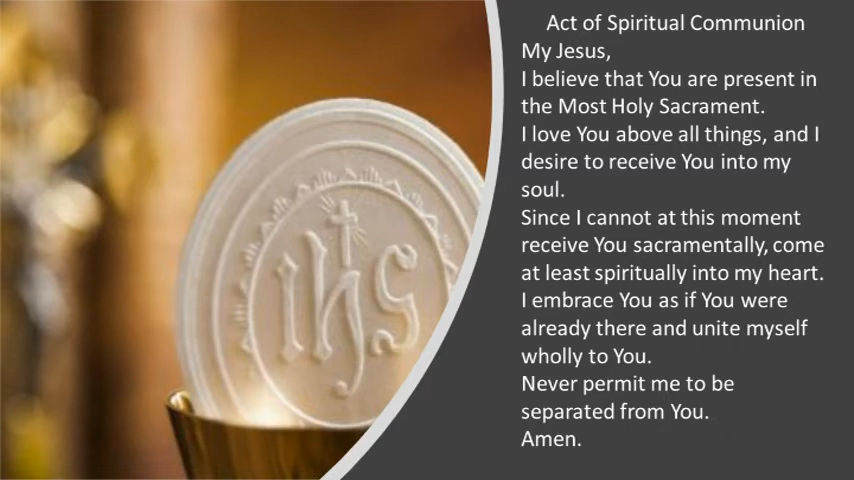 Act of Spiritual Communion
My Jesus,
I believe that You are present in
the Most Holy Sacrament.
I love You above all things, and I
desire to receive You into my
soul.
Since I cannot at this moment
receive You sacramentally, come
at least spiritually into my heart.
I embrace You as if You were
already there and unite myself
wholly to You.
Never permit me to be
separated from You.
Amen.
ihs